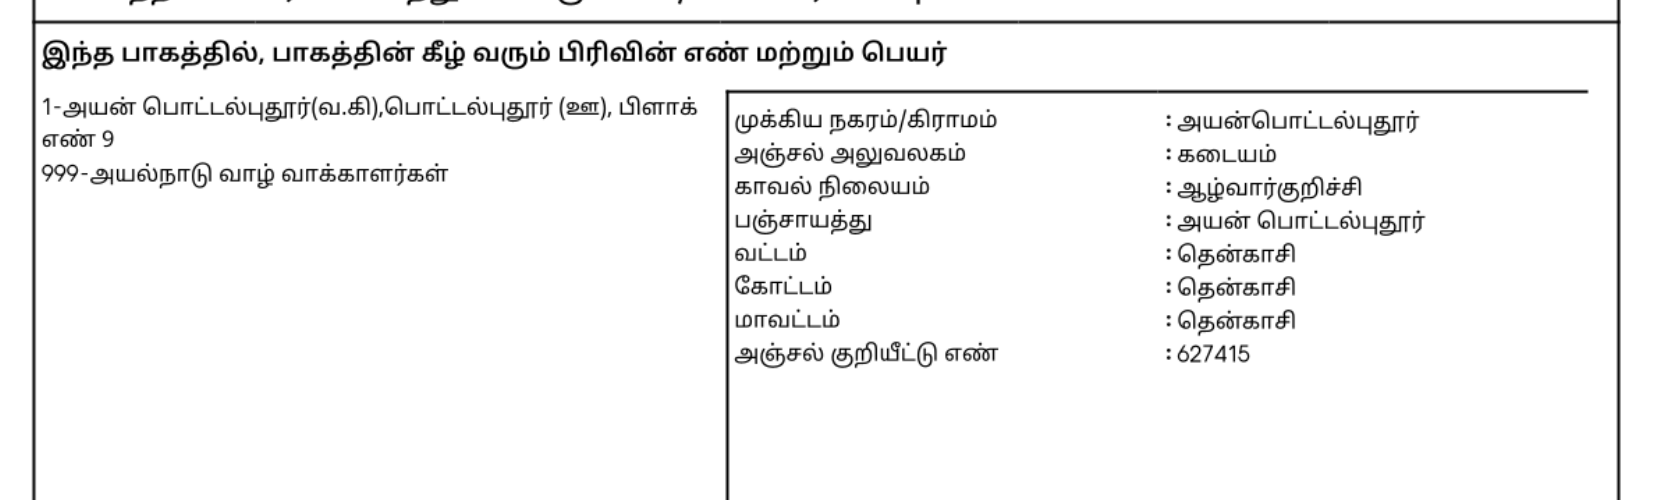 இந்த பாகத்தில், பாகத்தின் கீழ் வரும் பிரிவின் எண் மற்றும் பெயர்
1-அயன் பொட்டல்புதூர்(வ.கி),பொட்டல்புதூர் (ஊ), பிளாக்
எண் 9
999-அயல்நாடு வாழ் வாக்காளர்கள்
முக்கிய நகரம்/கிராமம் : அயன்பொட்டல்புதூர்
அஞ்சல் அலுவலகம் : கடையம்
காவல் நிலையம் : ஆழ்வார்குறிச்சி
பஞ்சாயத்து : அயன் பொட்டல்புதூர்
வட்டம் : தென்காசி
கோட்டம் : தென்காசி
மாவட்டம் : தென்காசி
அஞ்சல் குறியீட்டு எண் : 627415